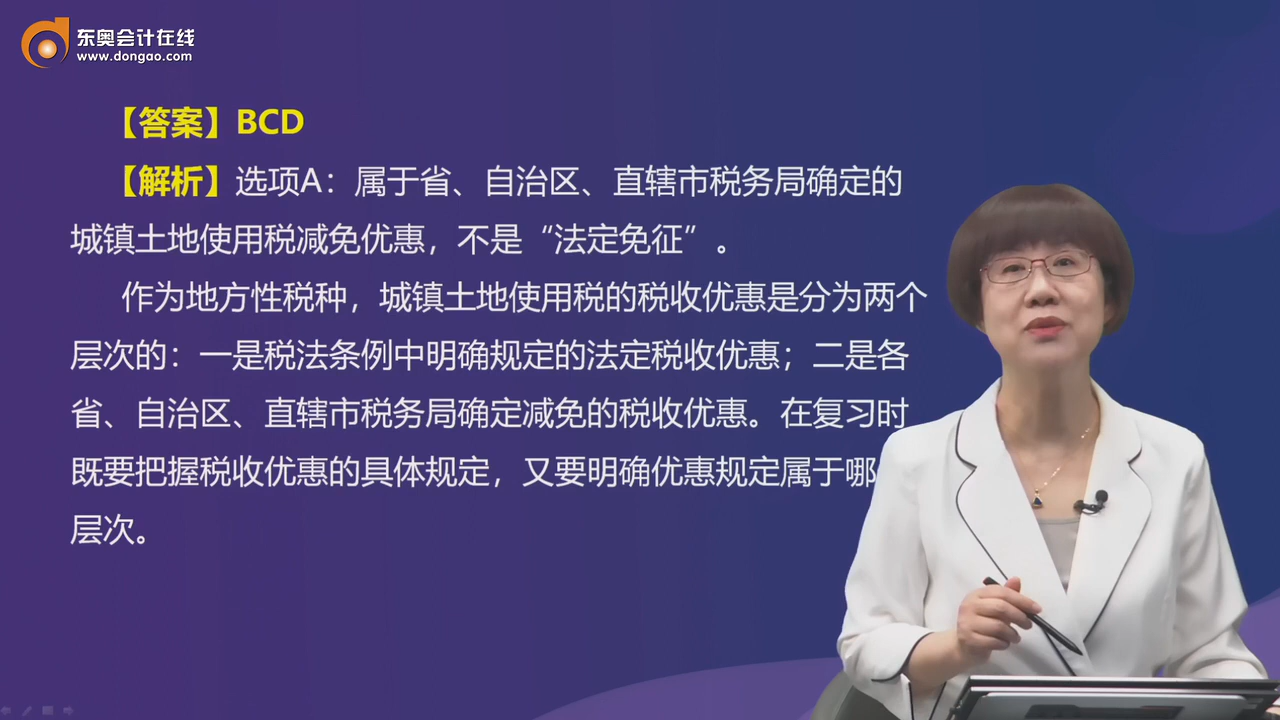 东奥会计在线
www.dongao.com
【答案】BCD
【解析】选项A：属于省、自治区、直辖市税务局确定的
城镇土地使用税减免优惠，不是“法定免征”。
作为地方性税种，城镇土地使用税的税收优惠是分为两个
层次的：一是税法条例中明确规定的法定税收优惠；二是各
省、自治区、直辖市税务局确定减免的税收优惠。在复习时
既要把握税收优惠的具体规定，又要明确优惠规定属于哪
层次。